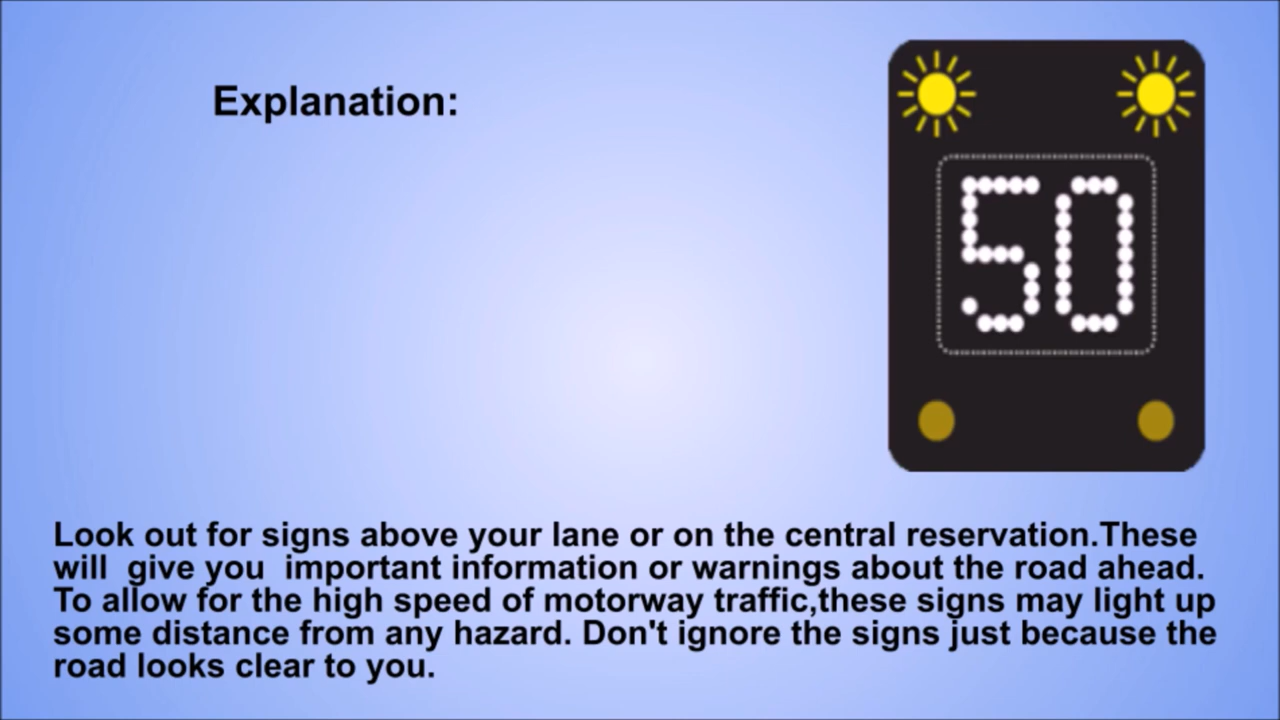 Explanation:
50
Look out for signs above your lane or on the central reservation.These
will  give you  important information or warnings about the road ahead.
To allow for the high speed of motorway traffic,these signs may light up
some distance from any hazard. Don't ignore the signs just because the
road looks clear to you.